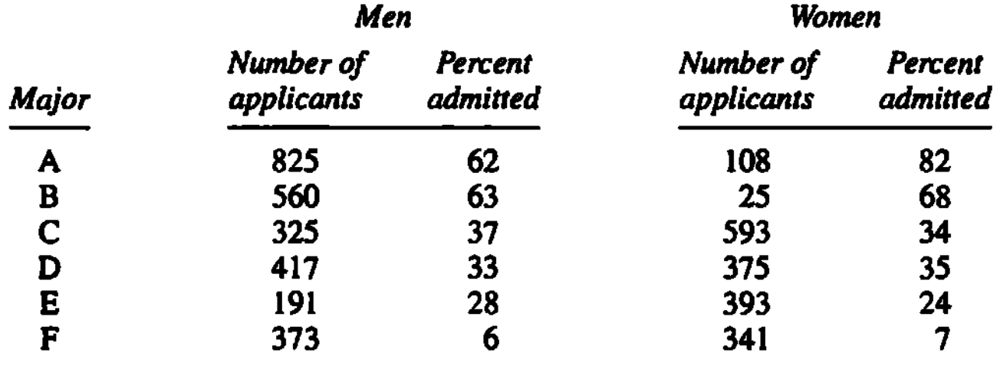 Men Women
Number of Percent Number of Percent
Major applicants admitted applicants admitted
A 825 62 108 82
B 560 63 25 68
C 325 37 593 34
D 417 33 375 35
E 191 28 393 24
F 373 6 341 7